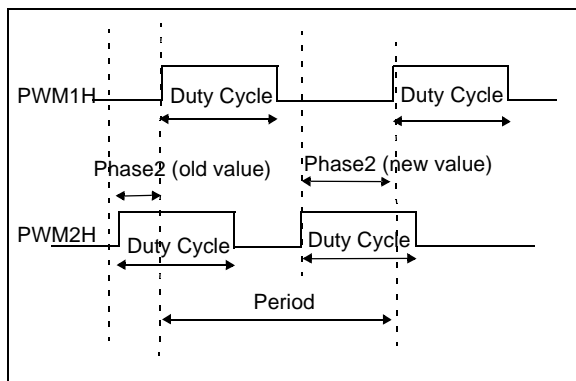 PWM1H
Duty Cycle
Duty Cycle
Phase2 (old value)
Phase2 (new value)
PWM2H
Duty Cycle
Duty Cycle
Period